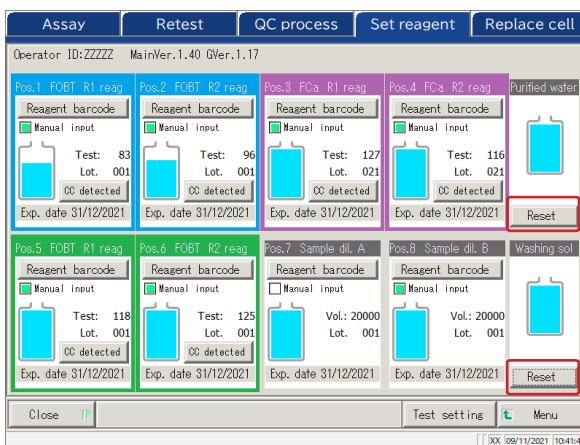 Assay Retest QC process Set reagent Replace cell
Operator ID:ZZZZZ MainVer.1.40 GVer.1.17
Pos.1 FOBT R1 reag Pos.2 FOBT R2 reag Pos.3 FCa R1 reag Pos.4 FCa R2 reag Purified water
Reagent barcode Reagent barcode Reagent barcode Reagent barcode
Manual input Manual input Manual input Manual input
Test: 83 Test: 96 Test: 127 Test: 116
Lot. 001 Lot. 001 Lot. 021 Lot. 021
CC detected CC detected CC detected CC detected
Exp. date 31/12/2021 Exp. date 31/12/2021 Exp. date 31/12/2021 Exp. date 31/12/2021 Reset
Pos.5 FOBT R1 reag Pos.6 FOBT R2 reag Pos.7 Sample dil. A Pos.8 Sample dil. B Washing sol
Reagent barcode Reagent barcode Reagent barcode Reagent barcode
Manual input Manual input Manual input Manual input
Test: 118 Test: 125 Vol.: 20000 Vol.: 20000
Lot. 001 Lot. 001 Lot. 001 Lot. 001
CC detected CC detected
Exp. date 31/12/2021 Exp. date 31/12/2021 Exp. date 31/12/2021 Exp. date 31/12/2021 Reset
Close Test setting Menu
XX 09/11/2021